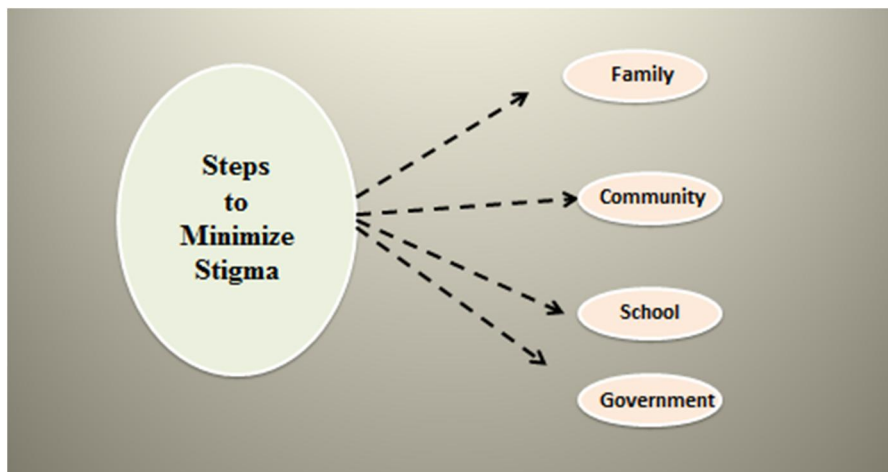 Steps
to
Minimize
Stigma
Family
Community
School
Government